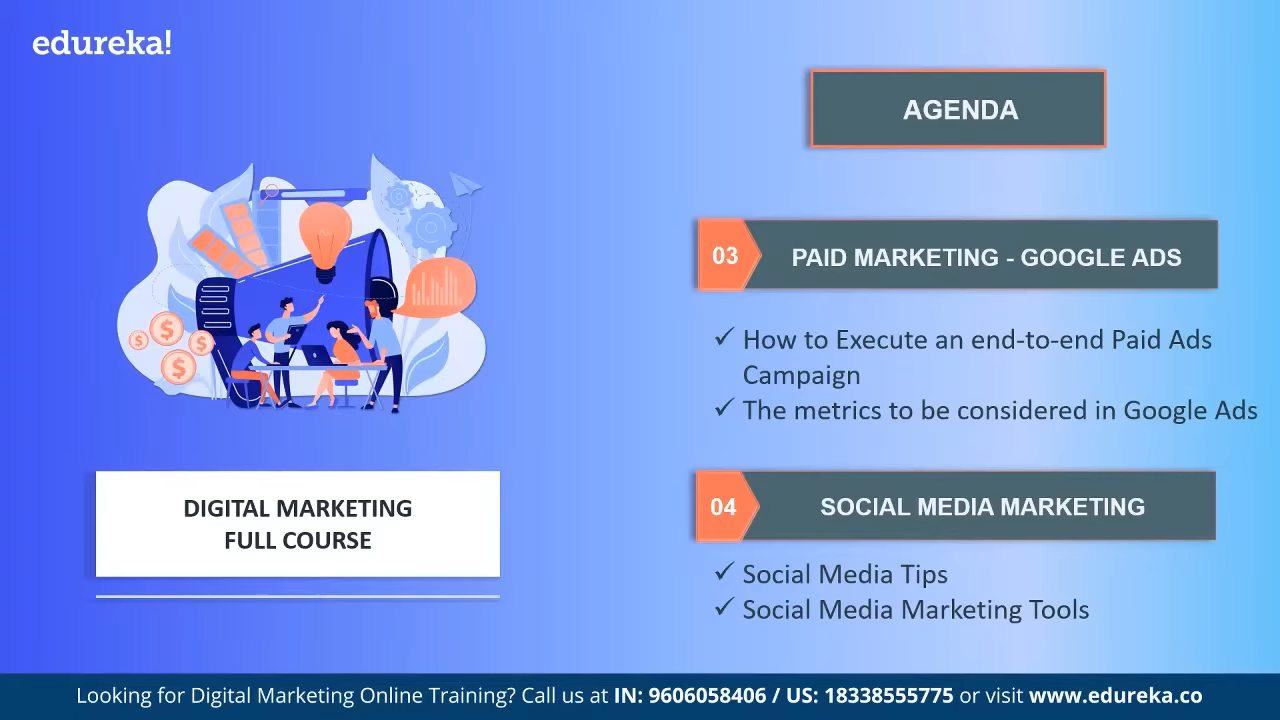 edureka!
AGENDA
03
PAID MARKETING - GOOGLE ADS
✓ How to Execute an end-to-end Paid Ads
Campaign
✓ The metrics to be considered in Google Ads
04
SOCIAL MEDIA MARKETING
✓ Social Media Tips
✓ Social Media Marketing Tools
DIGITAL MARKETING
FULL COURSE
Looking for Digital Marketing Online Training? Call us at IN: 9606058406 / US: 18338555775 or visit www.edureka.co